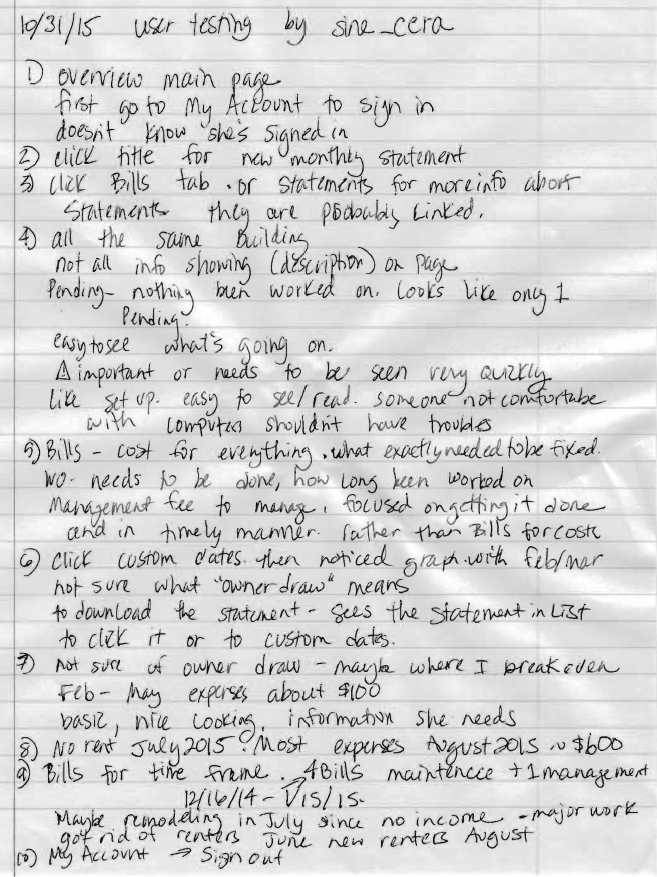 10/31/15 user testing by sine_cera
1) overview main page
first go to My Account to sign in
doesn't know she's signed in
2) click title for new monthly statement
3) click Bills tab. or statements for more info about
Statements they are probably Linked.
4) all the same Building
not all info showing (description) on page
Pending- nothing been worked on. Looks like only 1
Pending.
easy to see what's going on.
⚠ important or needs to be seen very quickly
Like set up. easy to see/read. someone not comfortabe
with computers shouldn't have troubles
5) Bills - cost for everything. what exactly needed to be fixed.
WO- needs to be done, how long been worked on
Management fee to manage, focused on getting it done
and in timely manner. rather than Bills for costs
6) click custom dates. then noticed graph with feb/mar
not sure what "owner draw" means
to download the statement - sees the statement in List
to click it or to custom dates.
7) not sure of owner draw - maybe where I break even
Feb - May expenses about $100
basic, nice looking, information she needs
8) No rent July 2015? Most expenses August 2015 ~ $600
9) Bills for time frame. 4 Bills maintence + 1 management
12/16/14 - 1/15/15.
Maybe remodeling in July since no income - major work
got rid of renters June new renters August
10) My Account → Sign out